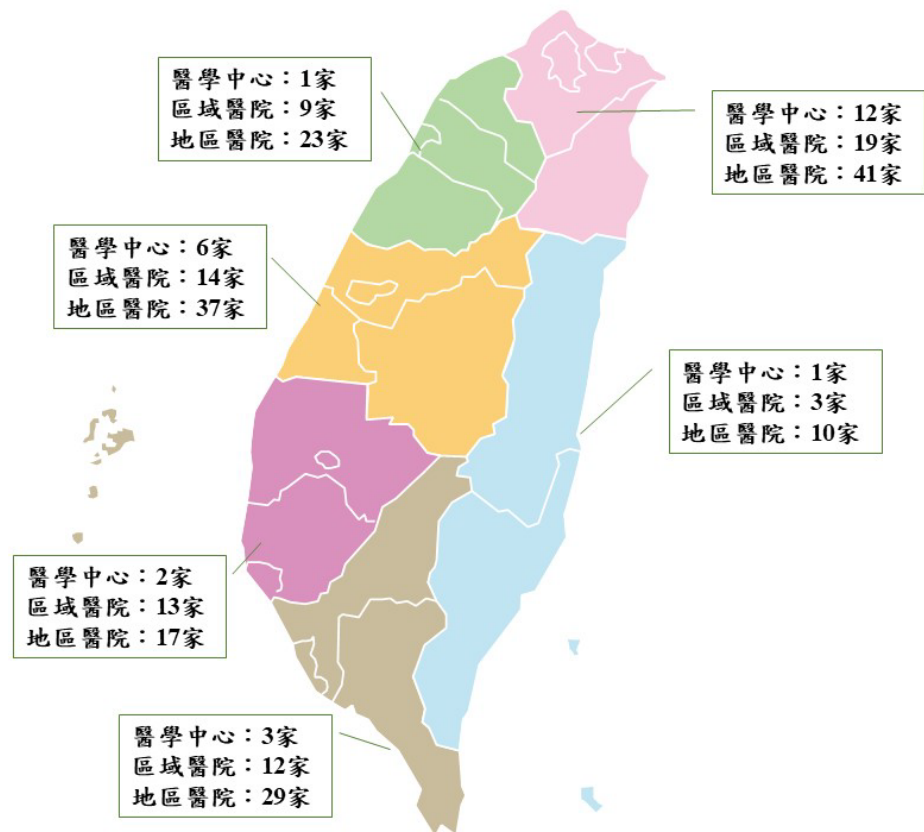 醫學中心：1家
區域醫院：9家
地區醫院：23家
醫學中心：12家
區域醫院：19家
地區醫院：41家
醫學中心：6家
區域醫院：14家
地區醫院：37家
醫學中心：1家
區域醫院：3家
地區醫院：10家
醫學中心：2家
區域醫院：13家
地區醫院：17家
醫學中心：3家
區域醫院：12家
地區醫院：29家